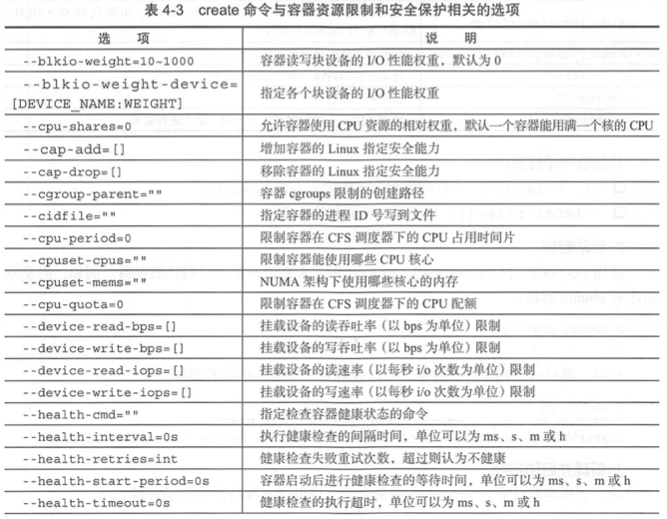 表 4-3 create 命令与容器资源限制和安全保护相关的选项
选 项 说 明
--blkio-weight=10~1000 容器读写块设备的 I/O 性能权重，默认为 0
--blkio-weight-device=
[DEVICE_NAME:WEIGHT] 指定各个块设备的 I/O 性能权重
--cpu-shares=0 允许容器使用 CPU 资源的相对权重，默认一个容器能用满一个核的 CPU
--cap-add=[] 增加容器的 Linux 指定安全能力
--cap-drop=[] 移除容器的 Linux 指定安全能力
--cgroup-parent="" 容器 cgroups 限制的创建路径
--cidfile="" 指定容器的进程 ID 号写到文件
--cpu-period=0 限制容器在 CFS 调度器下的 CPU 占用时间片
--cpuset-cpus="" 限制容器能使用哪些 CPU 核心
--cpuset-mems="" NUMA 架构下使用哪些核心的内存
--cpu-quota=0 限制容器在 CFS 调度器下的 CPU 配额
--device-read-bps=[] 挂载设备的读吞吐率（以 bps 为单位）限制
--device-write-bps=[] 挂载设备的写吞吐率（以 bps 为单位）限制
--device-read-iops=[] 挂载设备的读速率（以每秒 i/o 次数为单位）限制
--device-write-iops=[] 挂载设备的写速率（以每秒 i/o 次数为单位）限制
--health-cmd="" 指定检查容器健康状态的命令
--health-interval=0s 执行健康检查的间隔时间，单位可以为 ms、s、m 或 h
--health-retries=int 健康检查失败重试次数，超过则认为不健康
--health-start-period=0s 容器启动后进行健康检查的等待时间，单位可以为 ms、s、m 或 h
--health-timeout=0s 健康检查的执行超时，单位可以为 ms、s、m 或 h